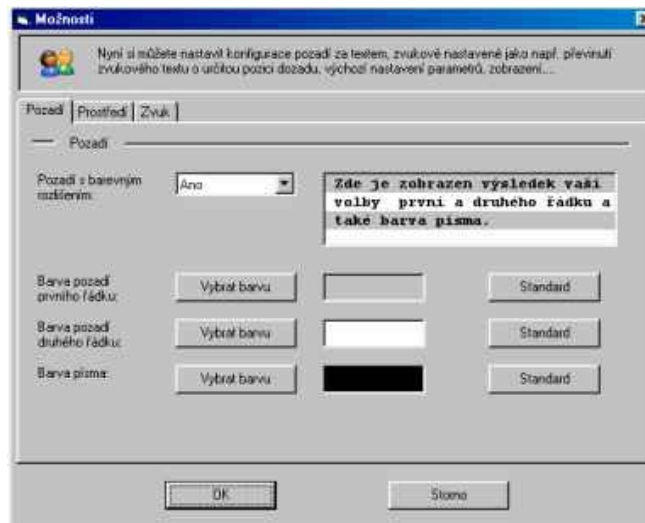 Možnosti
Nyní si můžete nastavit konfigurace pozadí za textem, zvukové nastavené jako např. převinutí
zvukového textu o určitou pozici dozadu, výchozí nastavení parametrů, zobrazení...
Pozadí Prostředí Zvuk
Pozadí
Pozadí s barevným
rozlišením:
Ano
Zde je zobrazen výsledek vaší
volby první a druhého řádku a
také barva písma.
Barva pozadí
prvního řádku:
Vybrat barvu
Standard
Barva pozadí
druhého řádku:
Vybrat barvu
Standard
Barva písma:
Vybrat barvu
Standard
OK
Storno